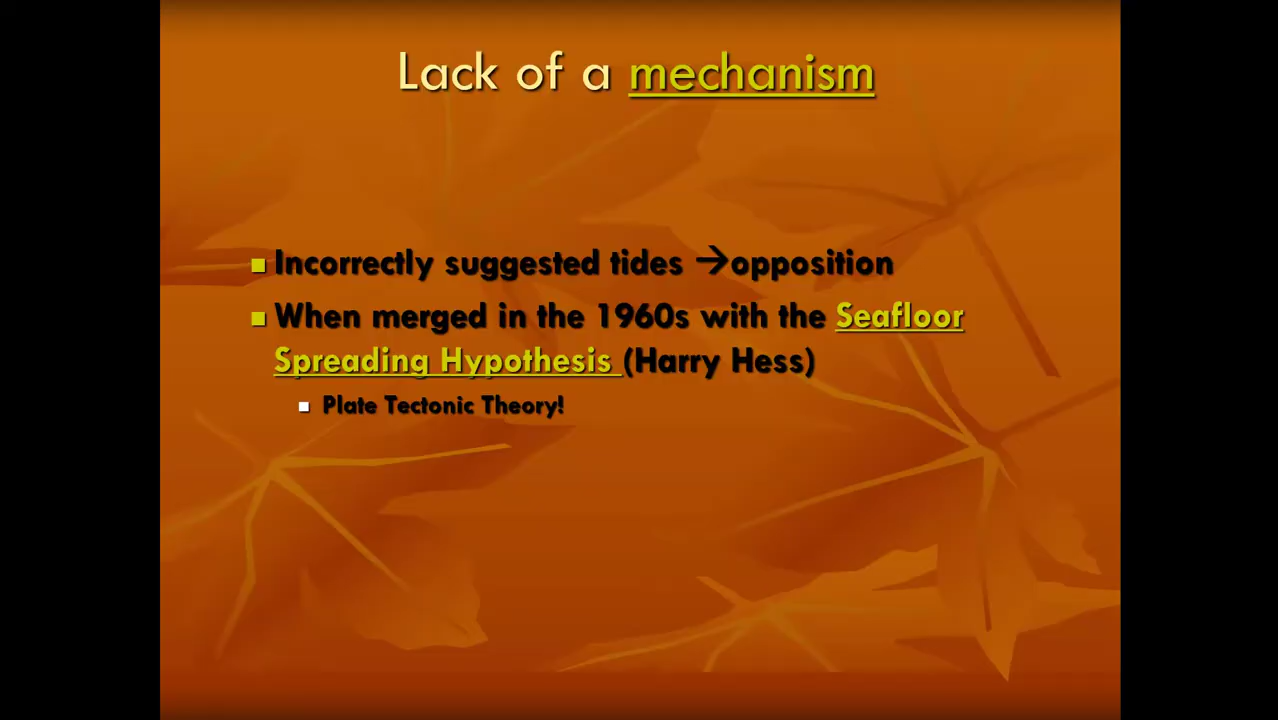 Lack of a mechanism
Incorrectly suggested tides →opposition
When merged in the 1960s with the Seafloor
Spreading Hypothesis (Harry Hess)
Plate Tectonic Theory!